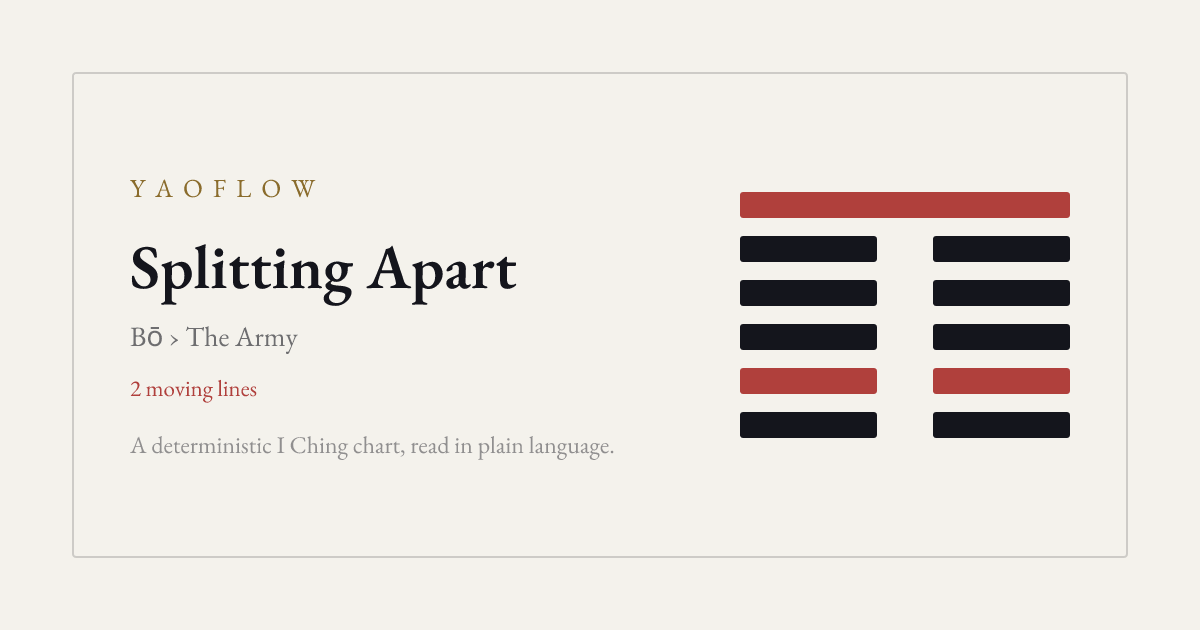 YAOFLOW
Splitting Apart
Bō › The Army
2 moving lines
A deterministic I Ching chart, read in plain language.